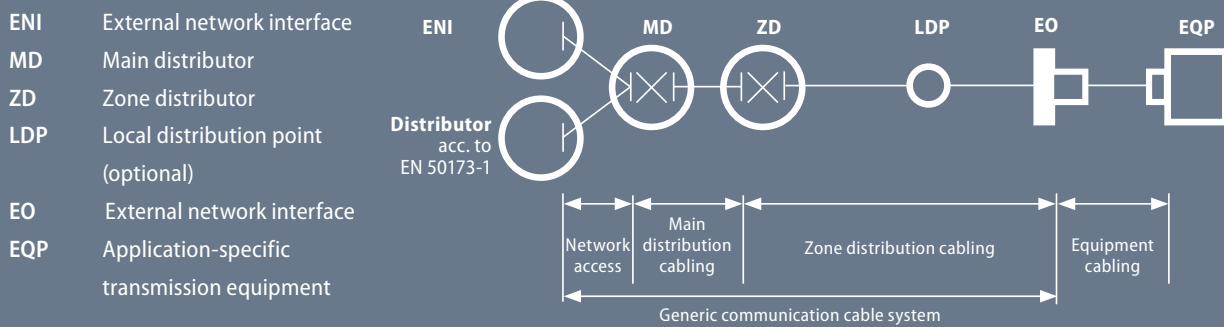 ENI External network interface
MD Main distributor
ZD Zone distributor
LDP Local distribution point
(optional)
EO External network interface
EQP Application-specific
transmission equipment
ENI
MD
ZD
LDP
EO
EQP
Distributor
acc. to
EN 50173-1
Network
access
Main
distribution
cabling
Zone distribution cabling
Equipment
cabling
Generic communication cable system